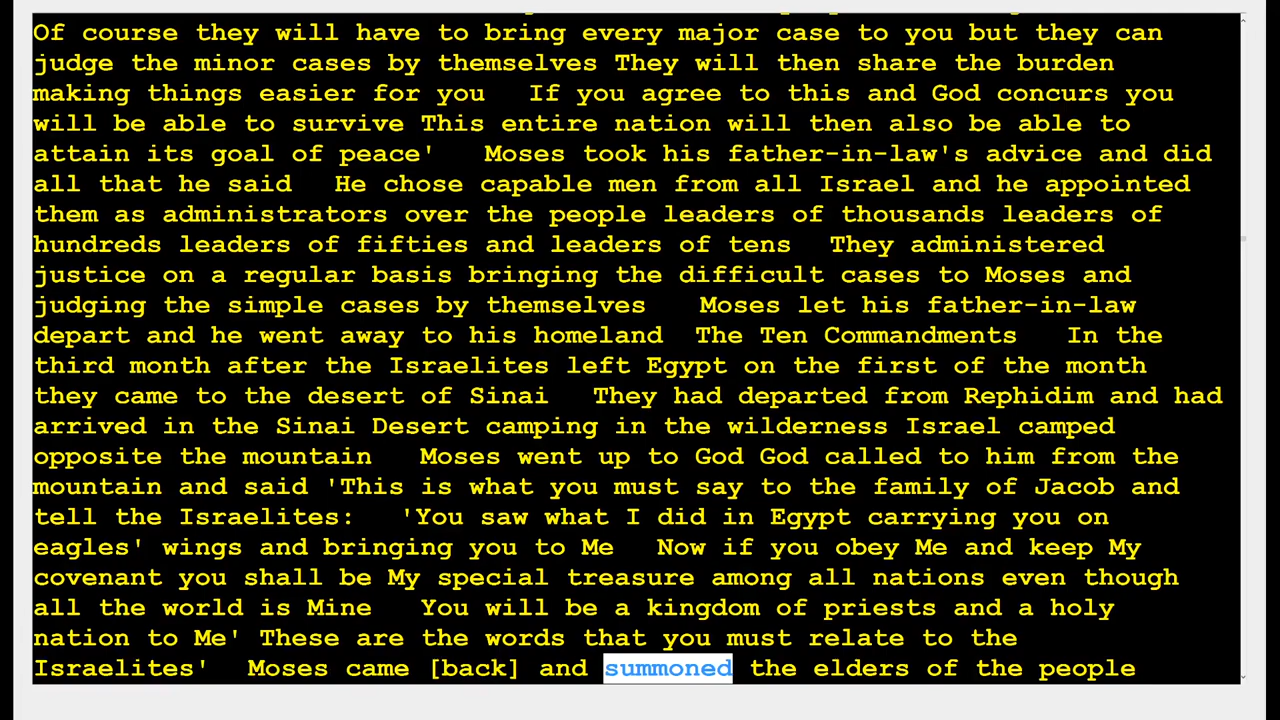 Of course they will have to bring every major case to you but they can
judge the minor cases by themselves They will then share the burden
making things easier for you   If you agree to this and God concurs you
will be able to survive This entire nation will then also be able to
attain its goal of peace'   Moses took his father-in-law's advice and did
all that he said   He chose capable men from all Israel and he appointed
them as administrators over the people leaders of thousands leaders of
hundreds leaders of fifties and leaders of tens   They administered
justice on a regular basis bringing the difficult cases to Moses and
judging the simple cases by themselves   Moses let his father-in-law
depart and he went away to his homeland   The Ten Commandments   In the
third month after the Israelites left Egypt on the first of the month
they came to the desert of Sinai   They had departed from Rephidim and had
arrived in the Sinai Desert camping in the wilderness Israel camped
opposite the mountain   Moses went up to God God called to him from the
mountain and said 'This is what you must say to the family of Jacob and
tell the Israelites:   'You saw what I did in Egypt carrying you on
eagles' wings and bringing you to Me   Now if you obey Me and keep My
covenant you shall be My special treasure among all nations even though
all the world is Mine   You will be a kingdom of priests and a holy
nation to Me' These are the words that you must relate to the
Israelites'   Moses came [back] and summoned the elders of the people